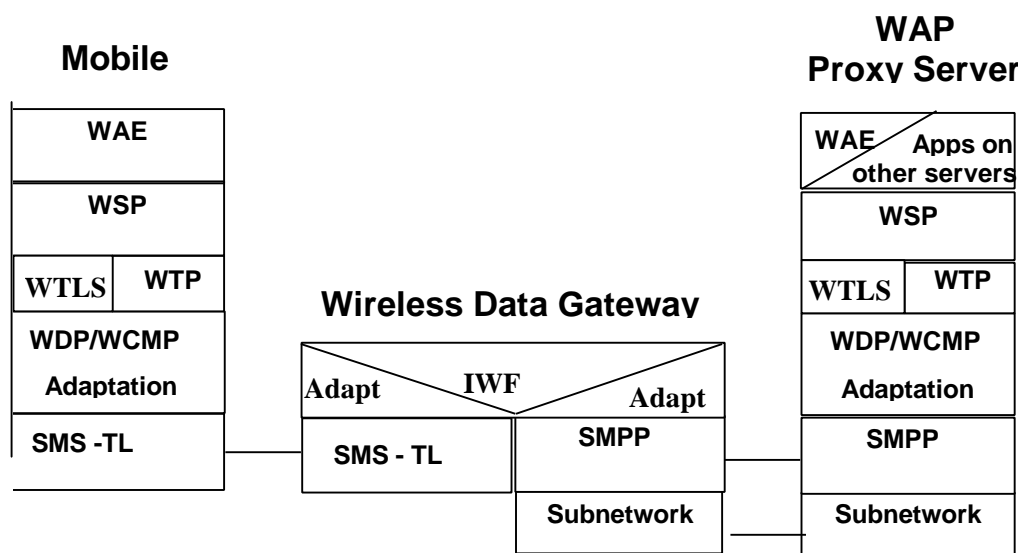 Mobile
WAE
WSP
WTLS WTP
WDP/WCMP
Adaptation
SMS -TL
Wireless Data Gateway
Adapt IWF Adapt
SMS - TL
SMPP
Subnetwork
WAP
Proxy Server
WAE Apps on
other servers
WSP
WTLS WTP
WDP/WCMP
Adaptation
SMPP
Subnetwork